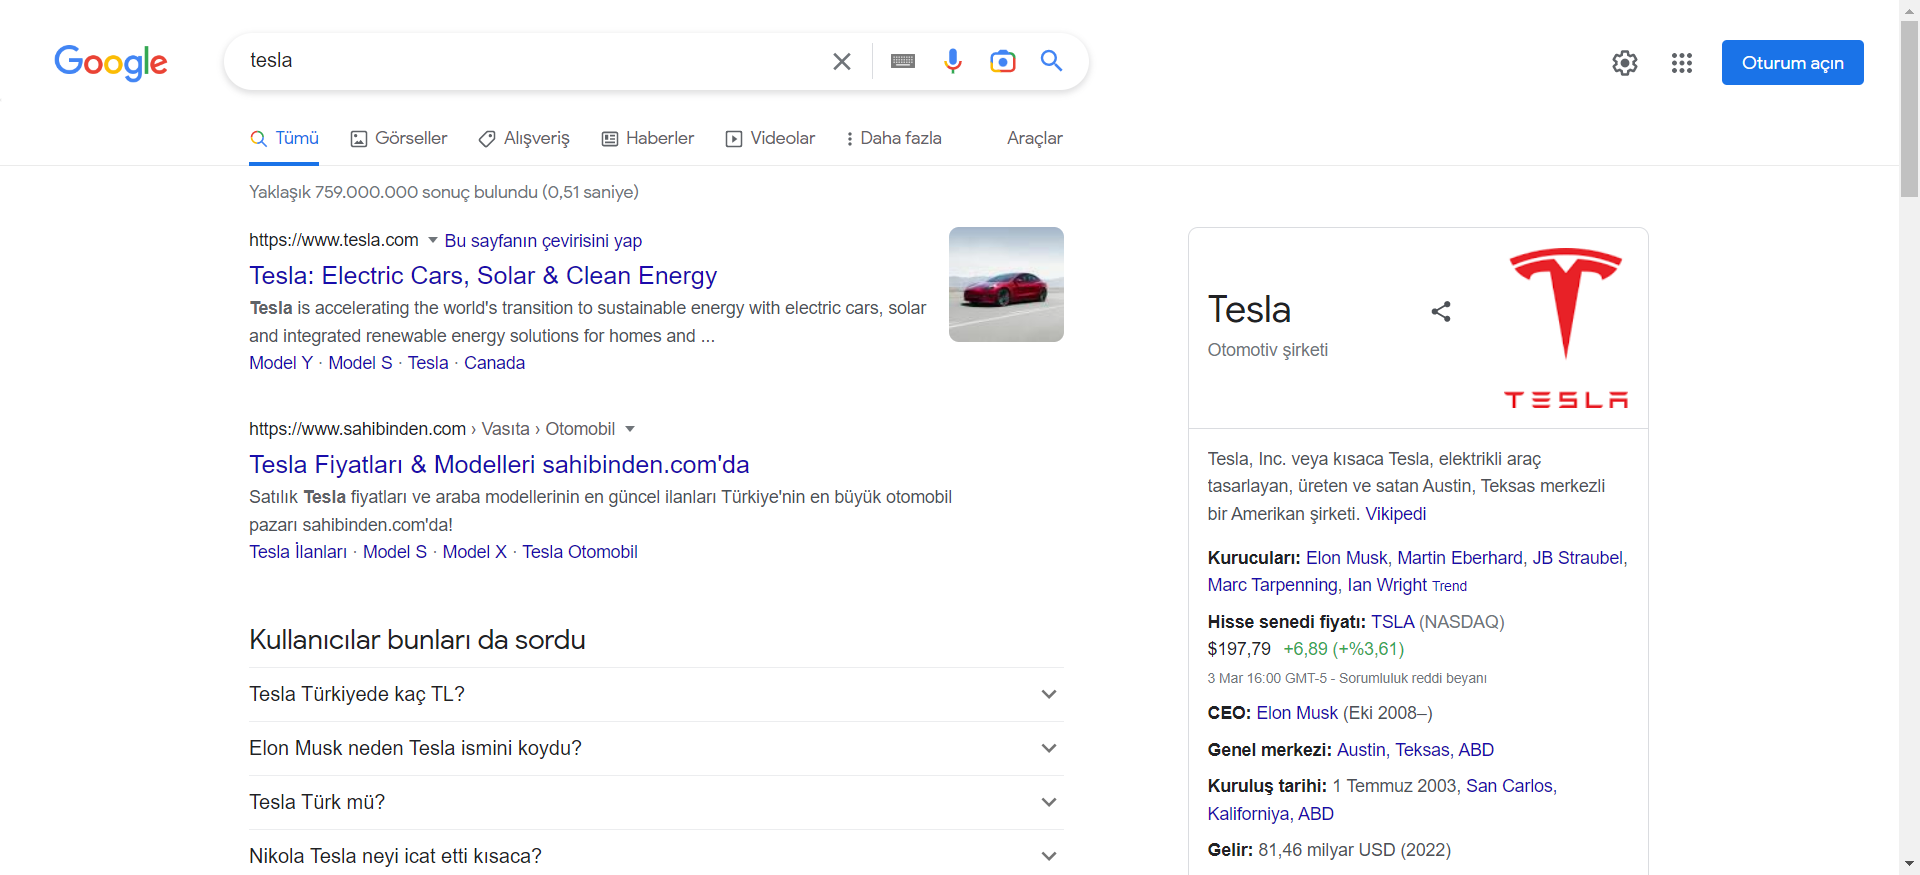 Google
tesla
Oturum açın
Tümü
Görseller
Alışveriş
Haberler
Videolar
Daha fazla
Araçlar
Yaklaşık 759.000.000 sonuç bulundu (0,51 saniye)
https://www.tesla.com Bu sayfanın çevirisini yap
Tesla: Electric Cars, Solar & Clean Energy
Tesla is accelerating the world's transition to sustainable energy with electric cars, solar
and integrated renewable energy solutions for homes and ...
Model Y · Model S · Tesla · Canada
https://www.sahibinden.com › Vasıta › Otomobil
Tesla Fiyatları & Modelleri sahibinden.com'da
Satılık Tesla fiyatları ve araba modellerinin en güncel ilanları Türkiye'nin en büyük otomobil
pazarı sahibinden.com'da!
Tesla İlanları · Model S · Model X · Tesla Otomobil
Kullanıcılar bunları da sordu
Tesla Türkiyede kaç TL?
Elon Musk neden Tesla ismini koydu?
Tesla Türk mü?
Nikola Tesla neyi icat etti kısaca?
Tesla
Otomotiv şirketi
TESLA
Tesla, Inc. veya kısaca Tesla, elektrikli araç
tasarlayan, üreten ve satan Austin, Teksas merkezli
bir Amerikan şirketi. Vikipedi
Kurucuları: Elon Musk, Martin Eberhard, JB Straubel,
Marc Tarpenning, Ian Wright Trend
Hisse senedi fiyatı: TSLA (NASDAQ)
$197,79 +6,89 (+%3,61)
3 Mar 16:00 GMT-5 - Sorumluluk reddi beyanı
CEO: Elon Musk (Eki 2008–)
Genel merkezi: Austin, Teksas, ABD
Kuruluş tarihi: 1 Temmuz 2003, San Carlos,
Kaliforniya, ABD
Gelir: 81,46 milyar USD (2022)